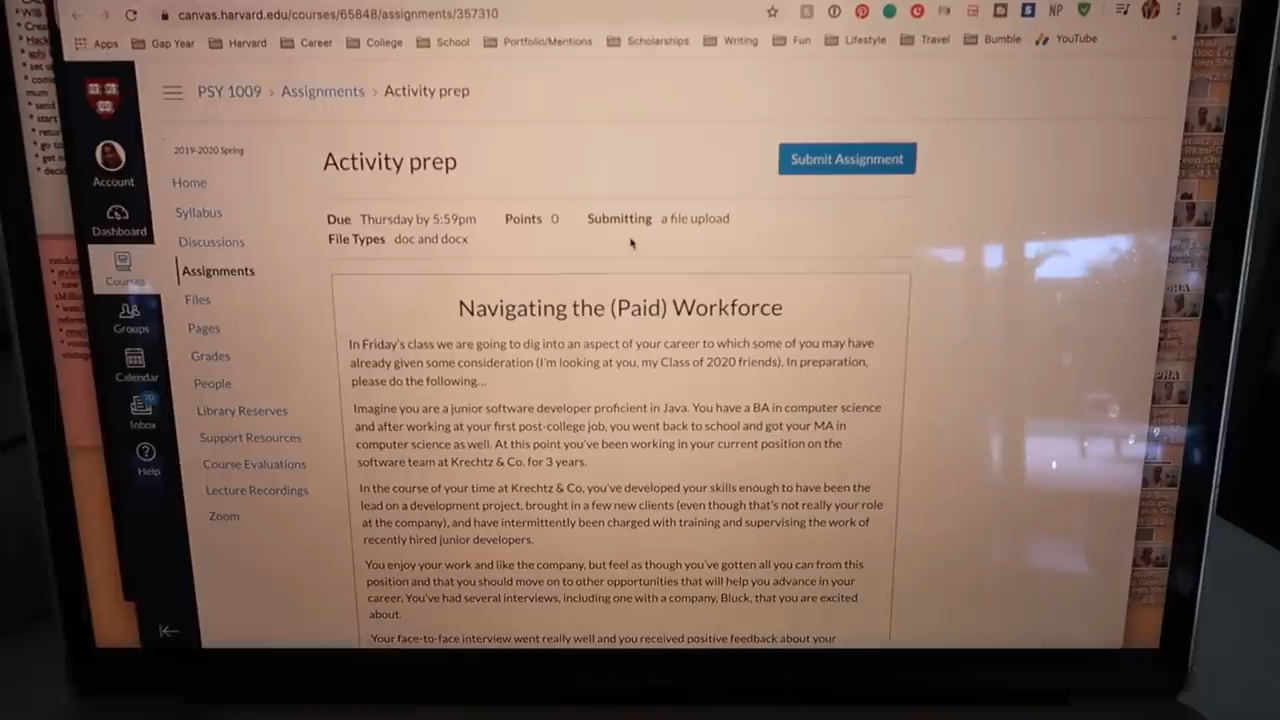 canvas.harvard.edu/courses/65848/assignments/357310
NP
Apps Gap Year Harvard Career College School Portfolio/Mentions Scholarships Writing Fun Lifestyle Travel Bumble YouTube
PSY 1009 › Assignments › Activity prep
2019-2020 Spring
Activity prep
Submit Assignment
Account
Dashboard
Courses
Groups
Calendar
70
Inbox
Help
Home
Syllabus
Discussions
Assignments
Files
Pages
Grades
People
Library Reserves
Support Resources
Course Evaluations
Lecture Recordings
Zoom
Due Thursday by 5:59pm Points 0 Submitting a file upload
File Types doc and docx
Navigating the (Paid) Workforce
In Friday's class we are going to dig into an aspect of your career to which some of you may have
already given some consideration (I'm looking at you, my Class of 2020 friends). In preparation,
please do the following...
Imagine you are a junior software developer proficient in Java. You have a BA in computer science
and after working at your first post-college job, you went back to school and got your MA in
computer science as well. At this point you've been working in your current position on the
software team at Krechtz & Co. for 3 years.
In the course of your time at Krechtz & Co, you've developed your skills enough to have been the
lead on a development project, brought in a few new clients (even though that's not really your role
at the company), and have intermittently been charged with training and supervising the work of
recently hired junior developers.
You enjoy your work and like the company, but feel as though you've gotten all you can from this
position and that you should move on to other opportunities that will help you advance in your
career. You've had several interviews, including one with a company, Bluck, that you are excited
about.
Your face-to-face interview went really well and you received positive feedback about your